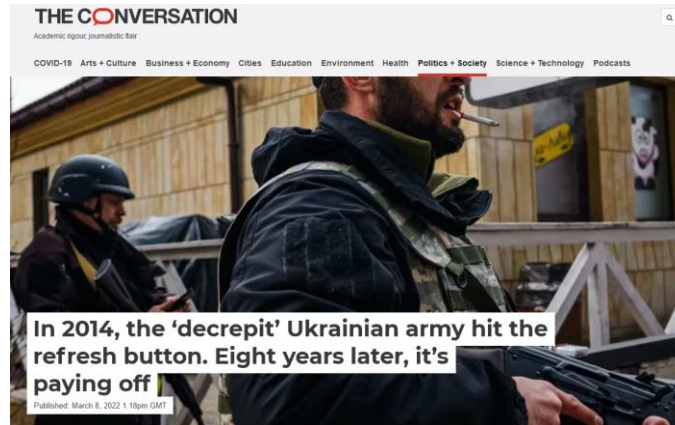 THE CONVERSATION
Academic rigour, journalistic flair
COVID-19 Arts + Culture Business + Economy Cities Education Environment Health Politics + Society Science + Technology Podcasts
In 2014, the ‘decrepit’ Ukrainian army hit the
refresh button. Eight years later, it’s
paying off
Published: March 8, 2022 1.18pm GMT